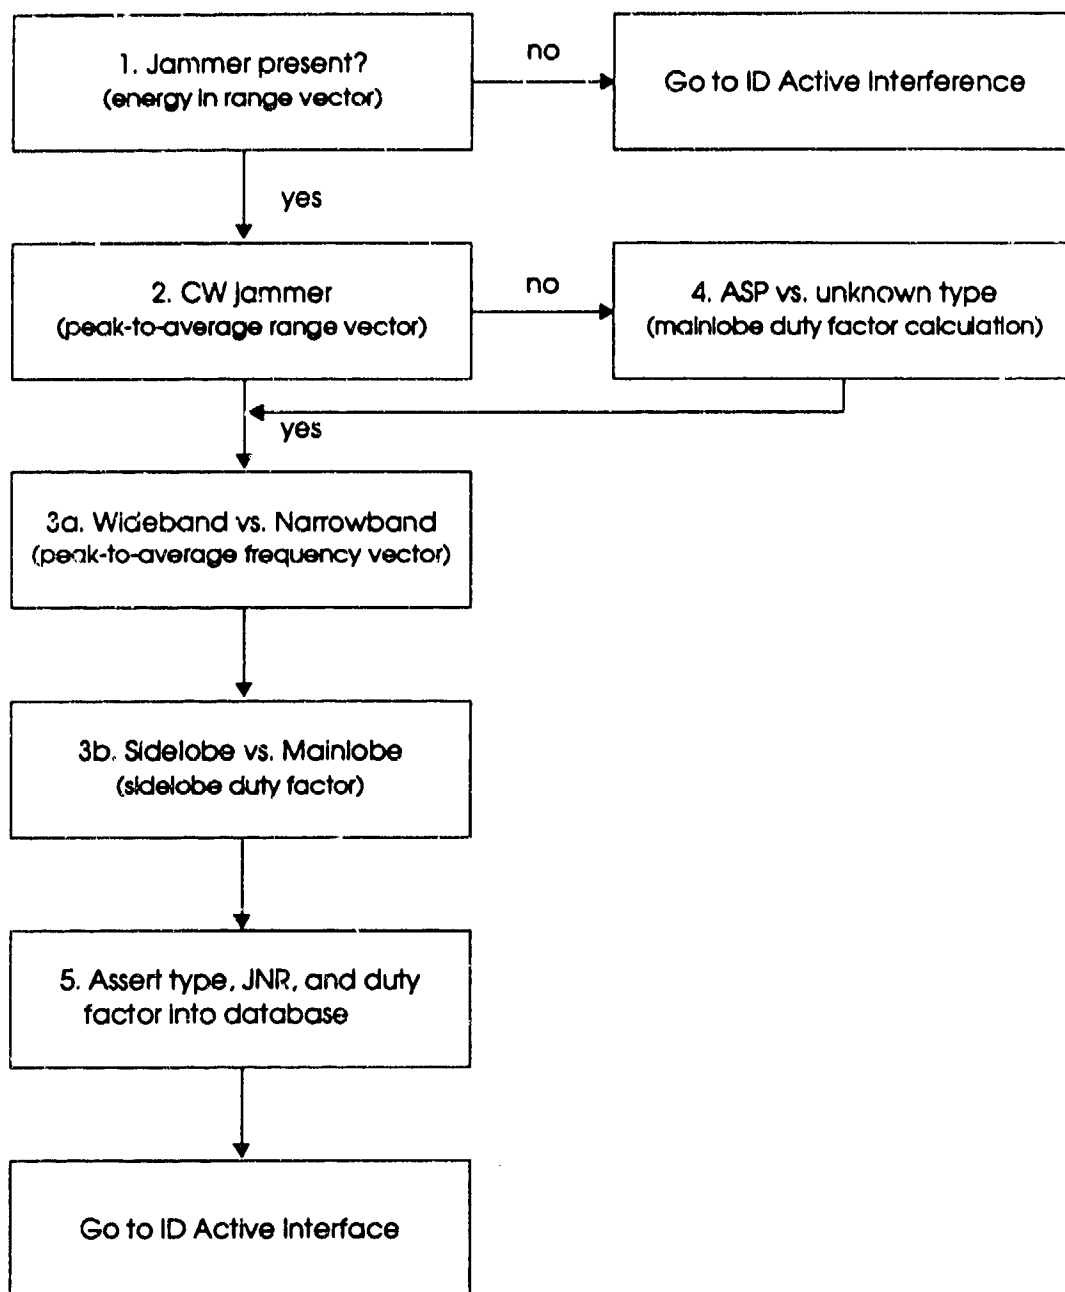 1. Jammer present?
(energy in range vector)
no
Go to ID Active Interference
yes
2. CW jammer
(peak-to-average range vector)
no
4. ASP vs. unknown type
(mainlobe duty factor calculation)
yes
3a. Wideband vs. Narrowband
(peak-to-average frequency vector)
3b. Sidelobe vs. Mainlobe
(sidelobe duty factor)
5. Assert type, JNR, and duty
factor into database
Go to ID Active Interface